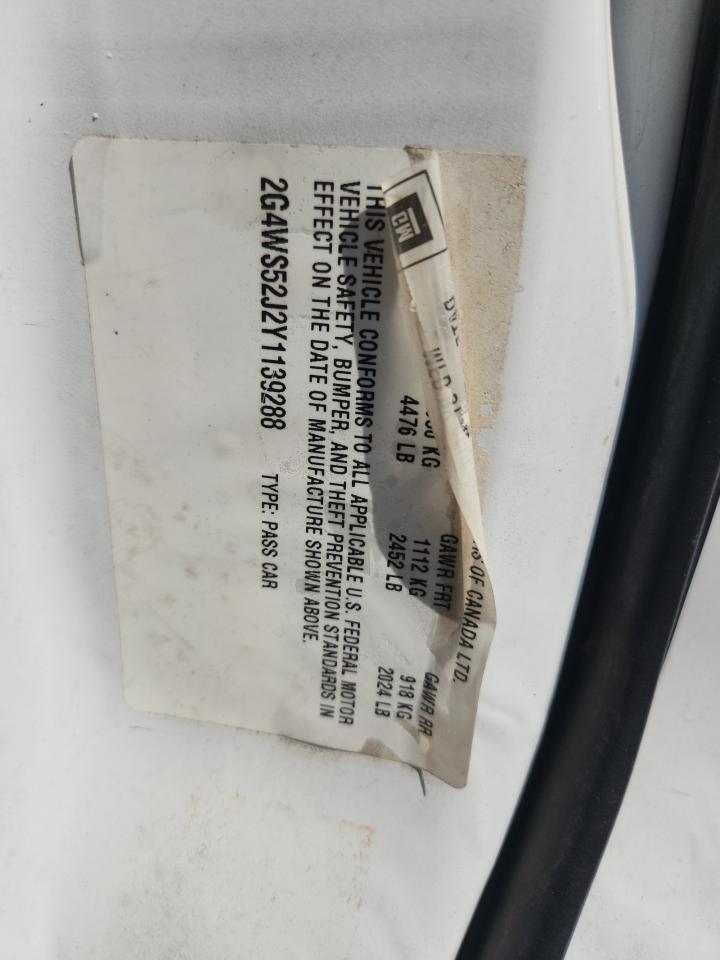 GM
OF CANADA LTD.
GAWR FRT GAWR RR
KG 1112 KG 918 KG
4476 LB 2452 LB 2024 LB
THIS VEHICLE CONFORMS TO ALL APPLICABLE U.S. FEDERAL MOTOR
VEHICLE SAFETY, BUMPER, AND THEFT PREVENTION STANDARDS IN
EFFECT ON THE DATE OF MANUFACTURE SHOWN ABOVE.
2G4WS52J2Y1139288 TYPE: PASS CAR